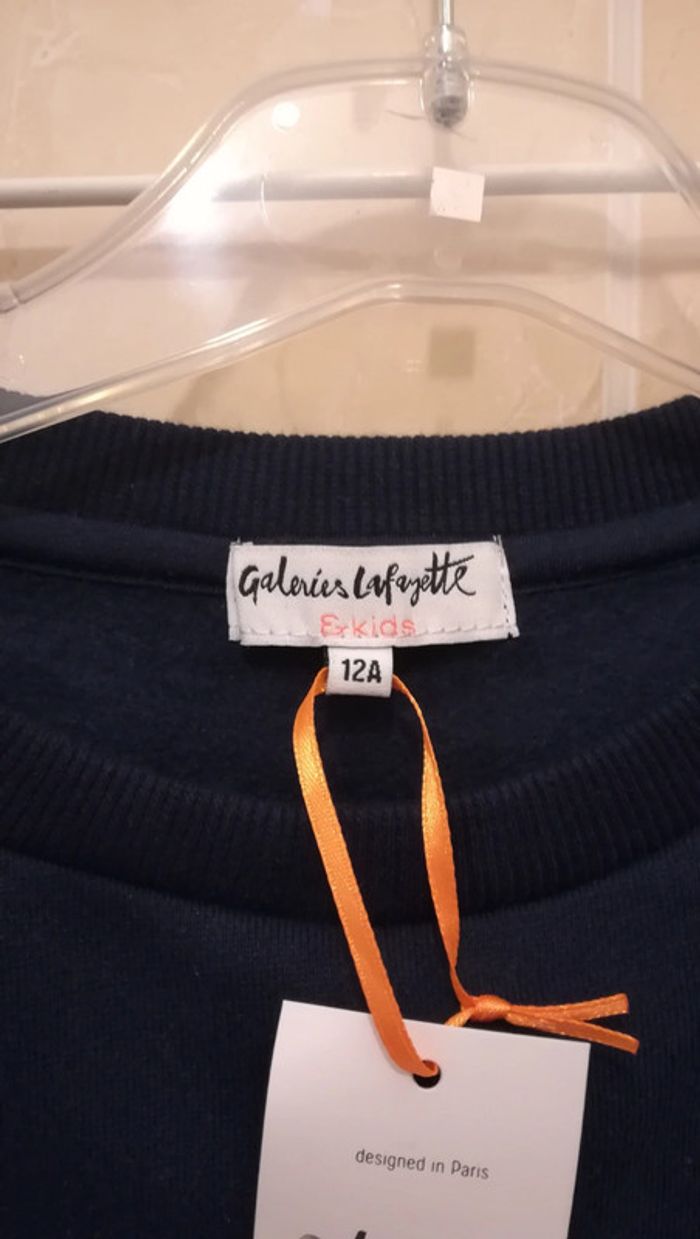 Galeries Lafayette
& kids
12A
designed in Paris